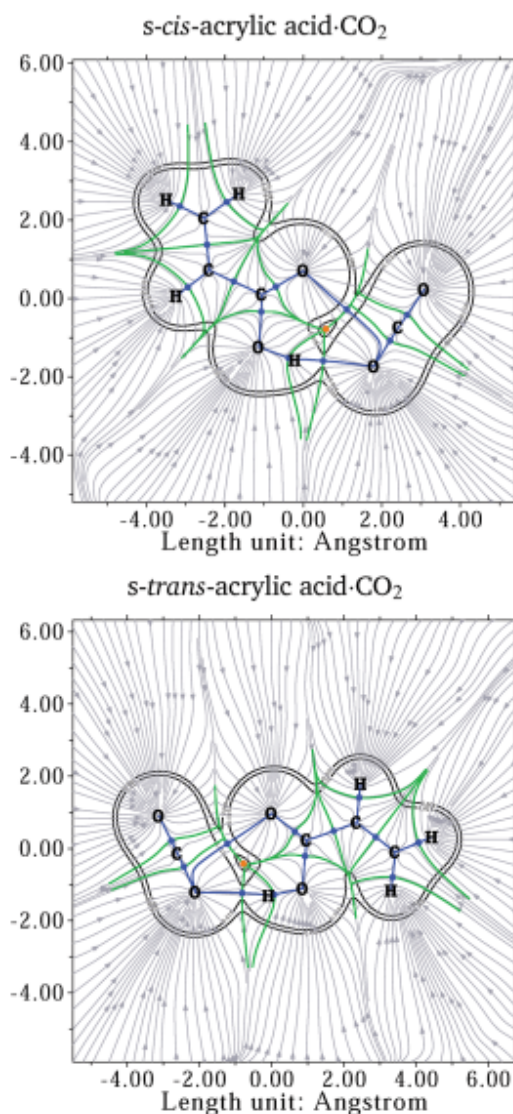 s-cis-acrylic acid·CO₂
6.00
4.00
H H
C
2.00
C O O
0.00
H C C
O H O
-2.00
-4.00
-4.00 -2.00 0.00 2.00 4.00
Length unit: Angstrom
s-trans-acrylic acid·CO₂
6.00
4.00
2.00
H
O O C
C H
0.00
C C
O H O H
-2.00
-4.00
-4.00 -2.00 0.00 2.00 4.00 6.0
Length unit: Angstrom